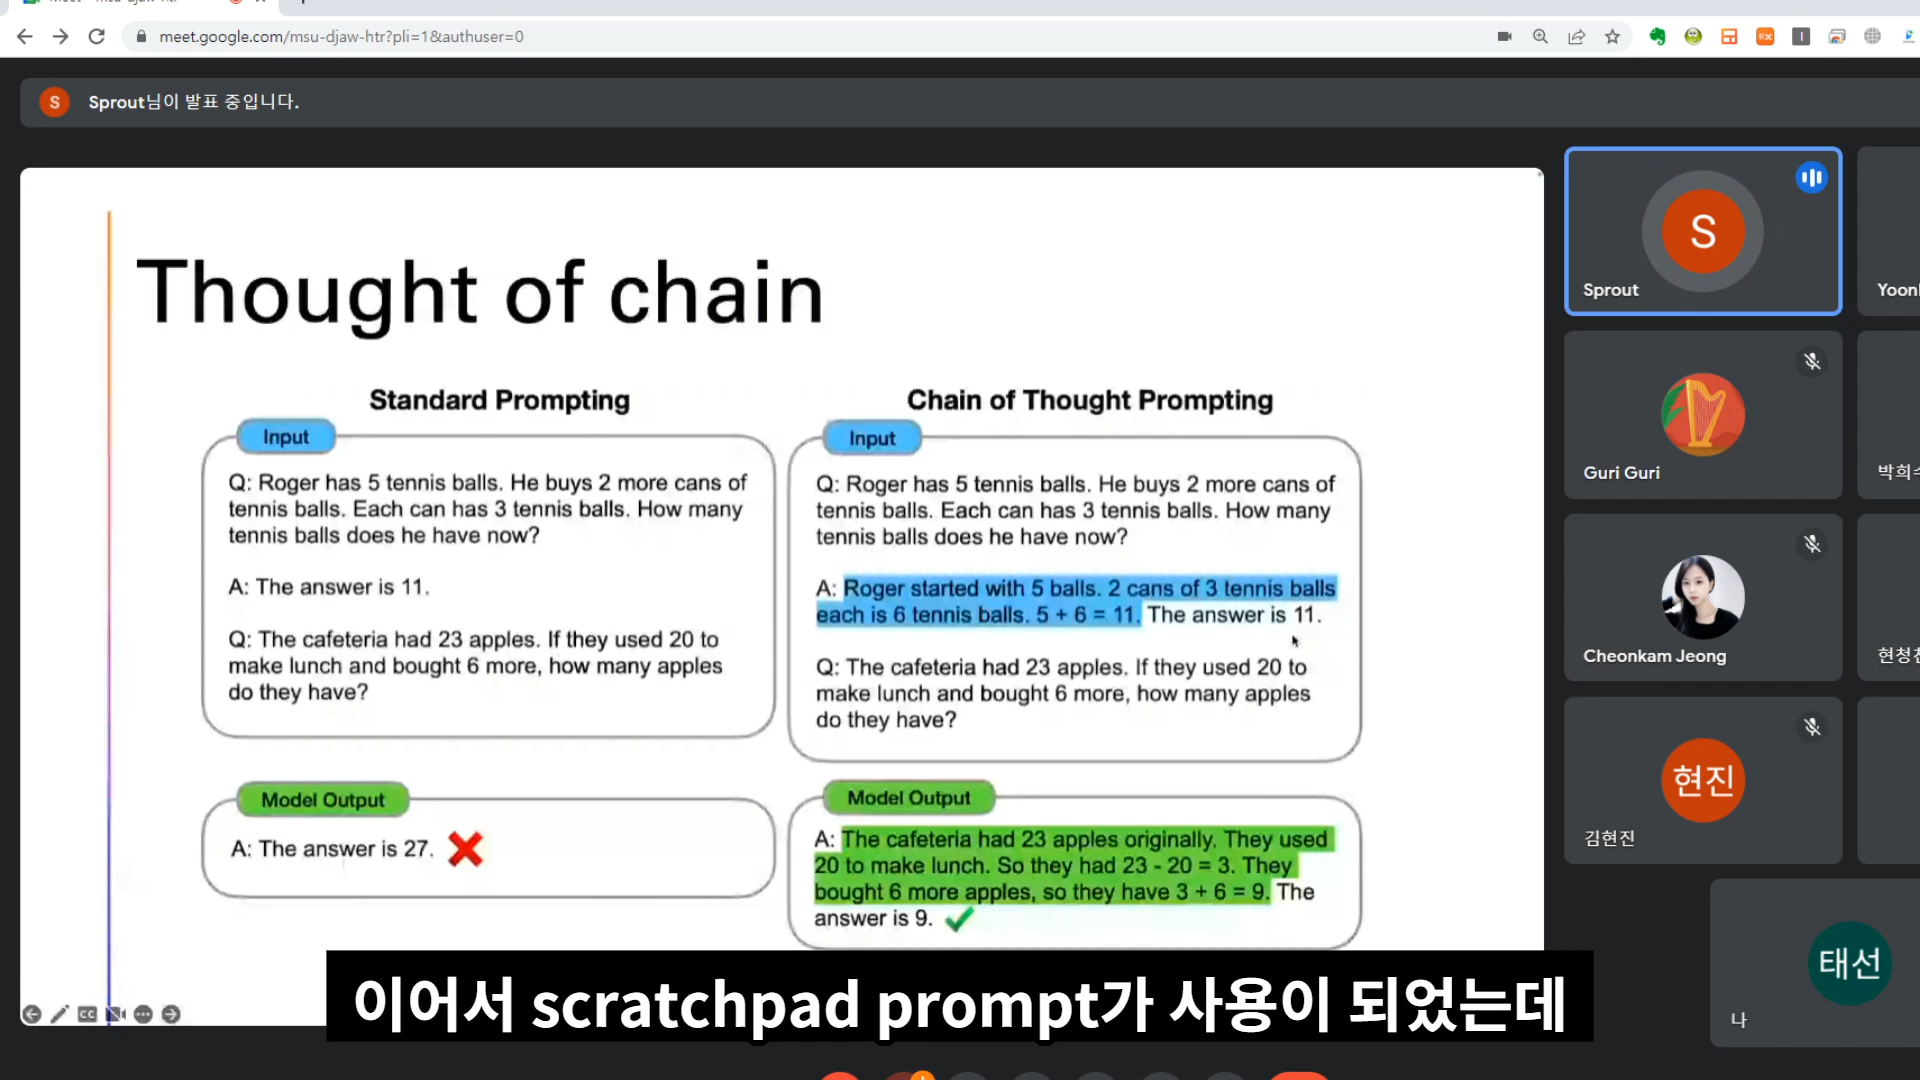 meet.google.com/msu-djaw-htr?pli=1&authuser=0
S
Sprout님이 발표 중입니다.
Thought of chain
Standard Prompting
Input
Q: Roger has 5 tennis balls. He buys 2 more cans of
tennis balls. Each can has 3 tennis balls. How many
tennis balls does he have now?
A: The answer is 11.
Q: The cafeteria had 23 apples. If they used 20 to
make lunch and bought 6 more, how many apples
do they have?
Model Output
A: The answer is 27.
Chain of Thought Prompting
Input
Q: Roger has 5 tennis balls. He buys 2 more cans of
tennis balls. Each can has 3 tennis balls. How many
tennis balls does he have now?
A: Roger started with 5 balls. 2 cans of 3 tennis balls
each is 6 tennis balls. 5 + 6 = 11. The answer is 11.
Q: The cafeteria had 23 apples. If they used 20 to
make lunch and bought 6 more, how many apples
do they have?
Model Output
A: The cafeteria had 23 apples originally. They used
20 to make lunch. So they had 23 - 20 = 3. They
bought 6 more apples, so they have 3 + 6 = 9. The
answer is 9.
CC
이어서 scratchpad prompt가 사용이 되었는데
S
Sprout
Guri Guri
Cheonkam Jeong
현진
김현진
태선
나